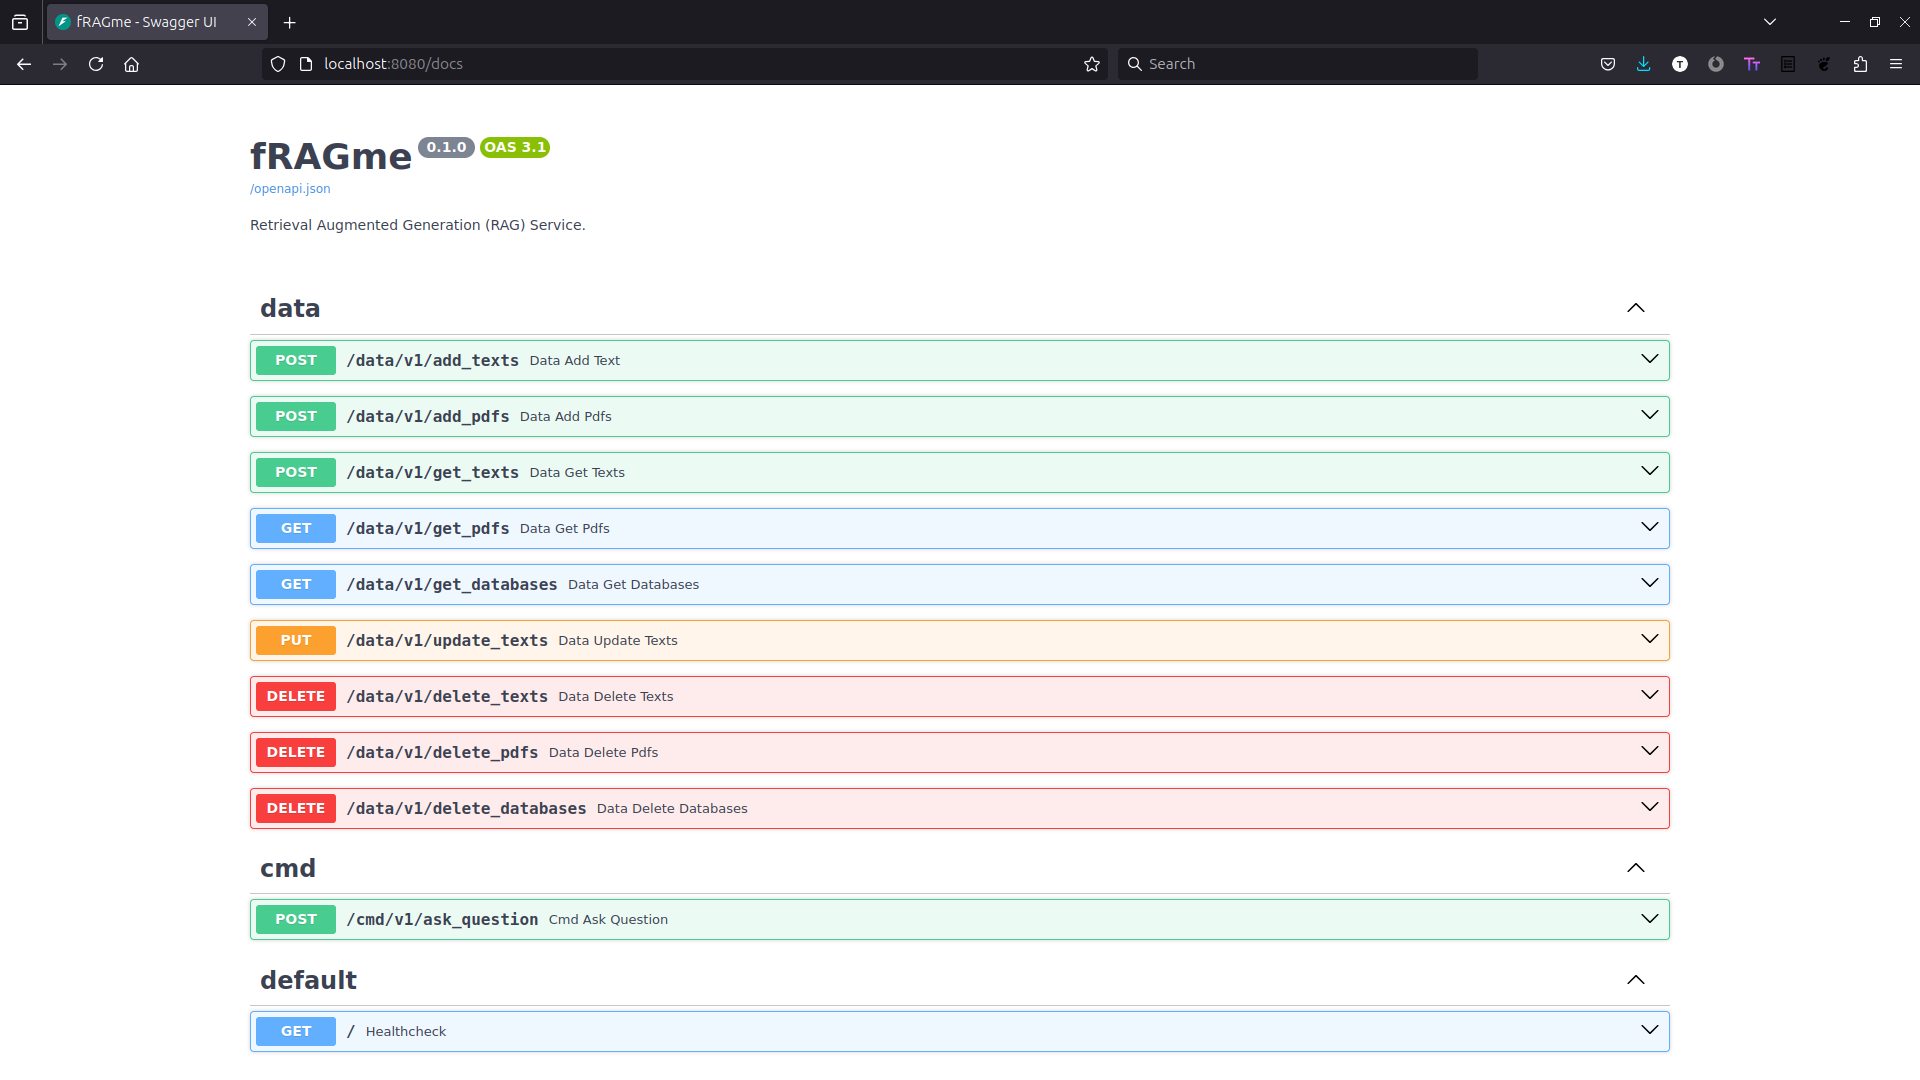 fRAGme - Swagger UI
localhost:8080/docs
Search
T
TT
fRAGme 0.1.0 OAS 3.1
/openapi.json
Retrieval Augmented Generation (RAG) Service.
data
POST /data/v1/add_texts Data Add Text
POST /data/v1/add_pdfs Data Add Pdfs
POST /data/v1/get_texts Data Get Texts
GET /data/v1/get_pdfs Data Get Pdfs
GET /data/v1/get_databases Data Get Databases
PUT /data/v1/update_texts Data Update Texts
DELETE /data/v1/delete_texts Data Delete Texts
DELETE /data/v1/delete_pdfs Data Delete Pdfs
DELETE /data/v1/delete_databases Data Delete Databases
cmd
POST /cmd/v1/ask_question Cmd Ask Question
default
GET / Healthcheck